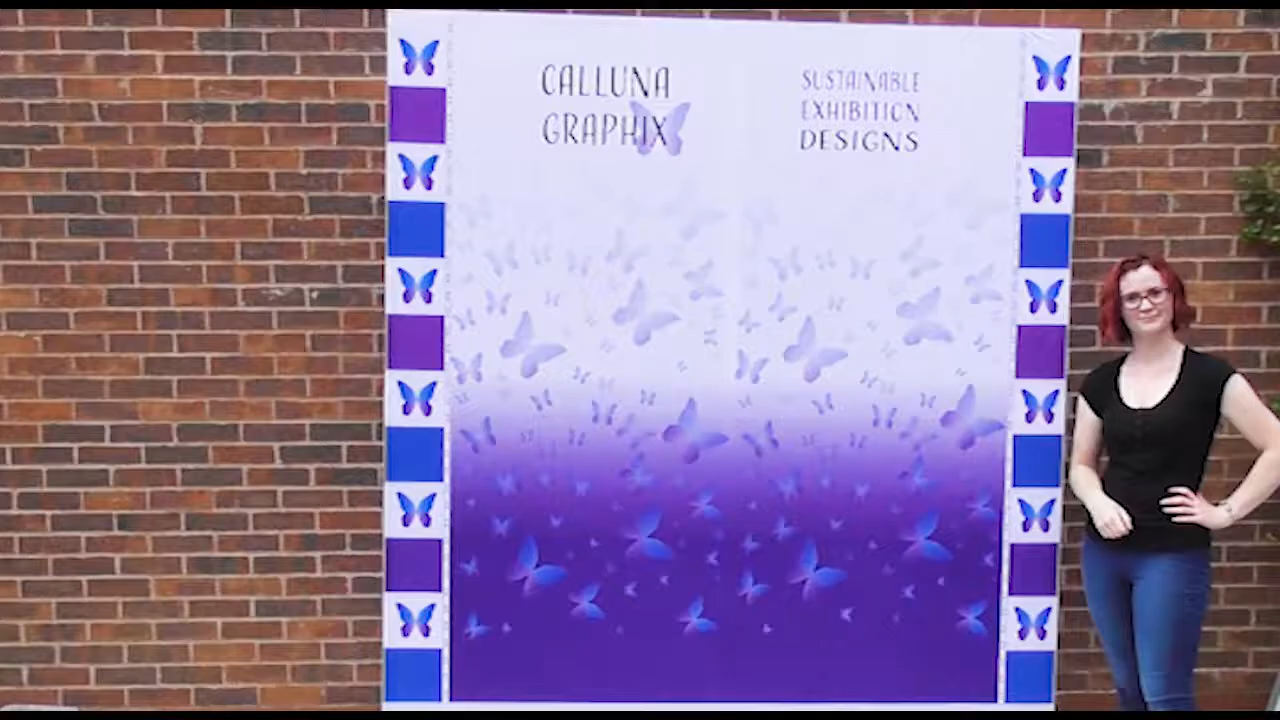 CALLUNA
GRAPHIX
SUSTAINABLE
EXHIBITION
DESIGNS